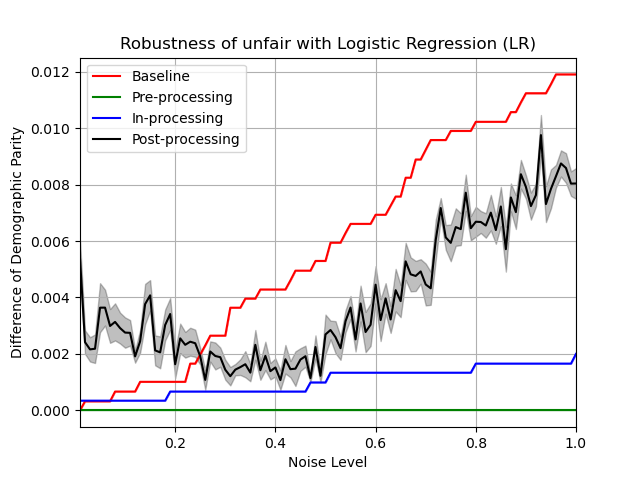 Robustness of unfair with Logistic Regression (LR)
Difference of Demographic Parity
0.012
0.010
0.008
0.006
0.004
0.002
0.000
Baseline
Pre-processing
In-processing
Post-processing
0.2 0.4 0.6 0.8 1.0
Noise Level